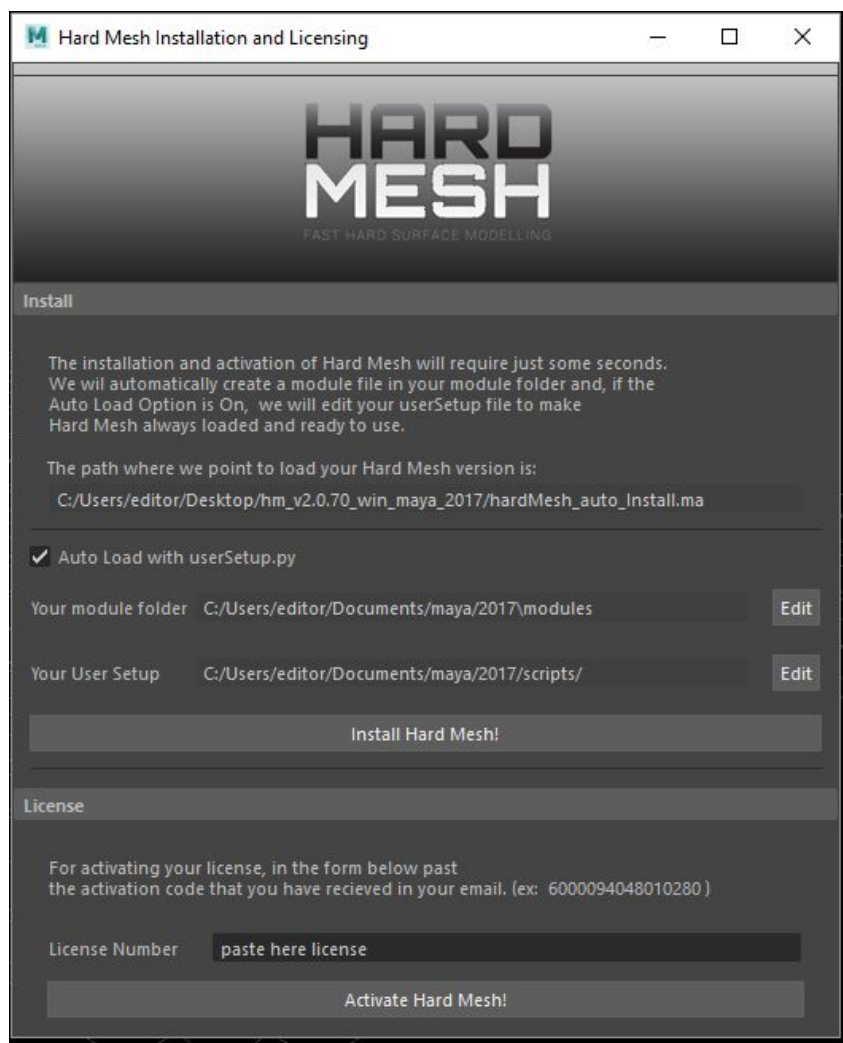 Hard Mesh Installation and Licensing
HARD
MESH
FAST HARD SURFACE MODELLING
Install
The installation and activation of Hard Mesh will require just some seconds.
We wil automatically create a module file in your module folder and, if the
Auto Load Option is On,  we will edit your userSetup file to make
Hard Mesh always loaded and ready to use.
The path where we point to load your Hard Mesh version is:
C:/Users/editor/Desktop/hm_v2.0.70_win_maya_2017/hardMesh_auto_Install.ma
Auto Load with userSetup.py
Your module folder C:/Users/editor/Documents/maya/2017\modules Edit
Your User Setup C:/Users/editor/Documents/maya/2017/scripts/ Edit
Install Hard Mesh!
License
For activating your license, in the form below past
the activation code that you have recieved in your email. (ex:  6000094048010280 )
License Number paste here license
Activate Hard Mesh!